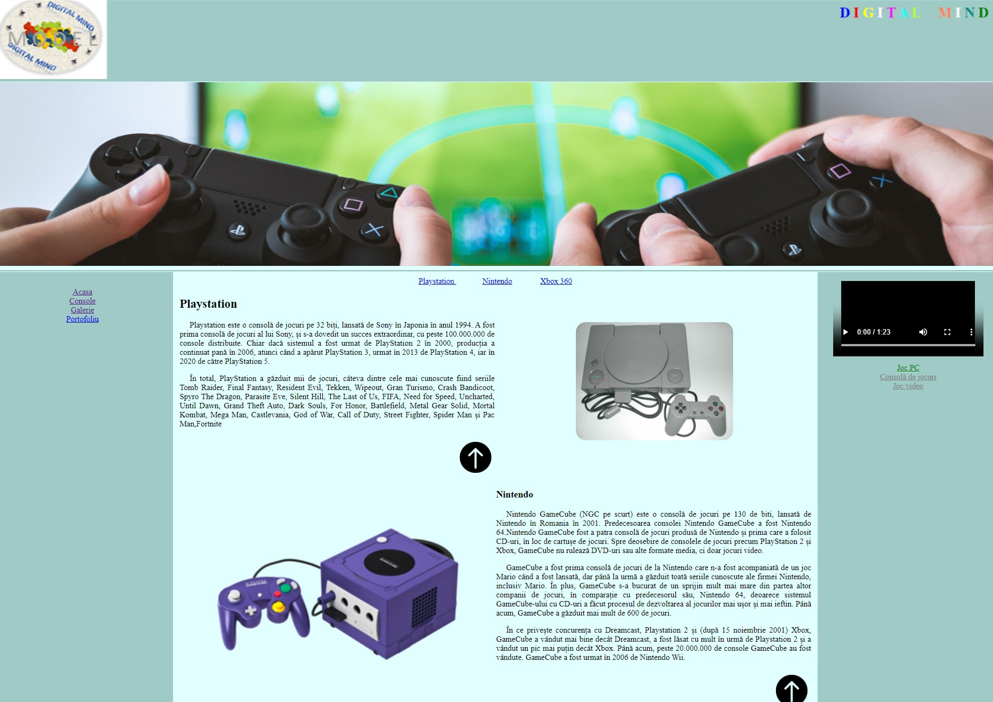 DIGITAL MIND
MODEL
DIGITAL MIND
DIGITAL MIND
Playstation Nintendo Xbox 360
Acasa
Console
Galerie
Portofoliu
Playstation
Playstation este o consolă de jocuri pe 32 biți, lansată de Sony în Japonia în anul 1994. A fost
prima consolă de jocuri al lui Sony, și s-a dovedit un succes extraordinar, cu peste 100.000.000 de
console distribuite. Chiar dacă sistemul a fost urmat de PlayStation 2 în 2000, producția a
continuat pană în 2006, atunci când a apărut PlayStation 3, urmat in 2013 de PlayStation 4, iar în
2020 de către PlayStation 5.
În total, PlayStation a găzduit mii de jocuri, câteva dintre cele mai cunoscute fiind seriile
Tomb Raider, Final Fantasy, Resident Evil, Tekken, Wipeout, Gran Turismo, Crash Bandicoot,
Spyro The Dragon, Parasite Eve, Silent Hill, The Last of Us, FIFA, Need for Speed, Uncharted,
Until Dawn, Grand Theft Auto, Dark Souls, For Honor, Battlefield, Metal Gear Solid, Mortal
Kombat, Mega Man, Castlevania, God of War, Call of Duty, Street Fighter, Spider Man și Pac
Man,Fortnite
0:00 / 1:23
Joc PC
Consolă de jocuri
Joc video
Nintendo
Nintendo GameCube (NGC pe scurt) este o consolă de jocuri pe 130 de biti, lansată de
Nintendo în Romania în 2001. Predecesoarea consolei Nintendo GameCube a fost Nintendo
64.Nintendo GameCube fost a patra consolă de jocuri produsă de Nintendo și prima care a folosit
CD-uri, în loc de cartușe de jocuri. Spre deosebire de consolele de jocuri precum PlayStation 2 și
Xbox, GameCube nu rulează DVD-uri sau alte formate media, ci doar jocuri video.
GameCube a fost prima consolă de jocuri de la Nintendo care n-a fost acompaniată de un joc
Mario când a fost lansată, dar până la urmă a găzduit toată seriile cunoscute ale firmei Nintendo,
inclusiv Mario. În plus, GameCube s-a bucurat de un sprijin mult mai mare din partea altor
companii de jocuri, în comparație cu predecesorul său, Nintendo 64, deoarece sistemul
GameCube-ului cu CD-uri a făcut procesul de dezvoltarea al jocurilor mai ușor și mai ieftin. Până
acum, GameCube a găzduit mai mult de 600 de jocuri.
În ce privește concurența cu Dreamcast, Playstation 2 și (după 15 noiembrie 2001) Xbox,
GameCube a vândut mai bine decât Dreamcast, a fost lăsat cu mult în urmă de Playstation 2 și a
vândut un pic mai puțin decât Xbox. Până acum, peste 20.000.000 de console GameCube au fost
vândute. GameCube a fost urmat în 2006 de Nintendo Wii.